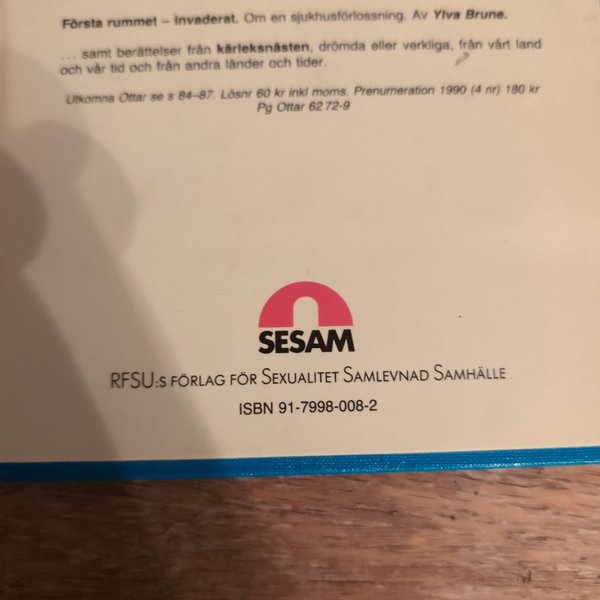 Första rummet – Invaderat. Om en sjukhusförlossning. Av Ylva Brune.
... samt berättelser från kärleksnästen, drömda eller verkliga, från vårt land
och vår tid och från andra länder och tider.
Utkomna Ottar se s 84–87. Lösnr 60 kr inkl moms. Prenumeration 1990 (4 nr) 180 kr
Pg Ottar 62 72-9
SESAM
RFSU:S FÖRLAG FÖR SEXUALITET SAMLEVNAD SAMHÄLLE
ISBN 91-7998-008-2